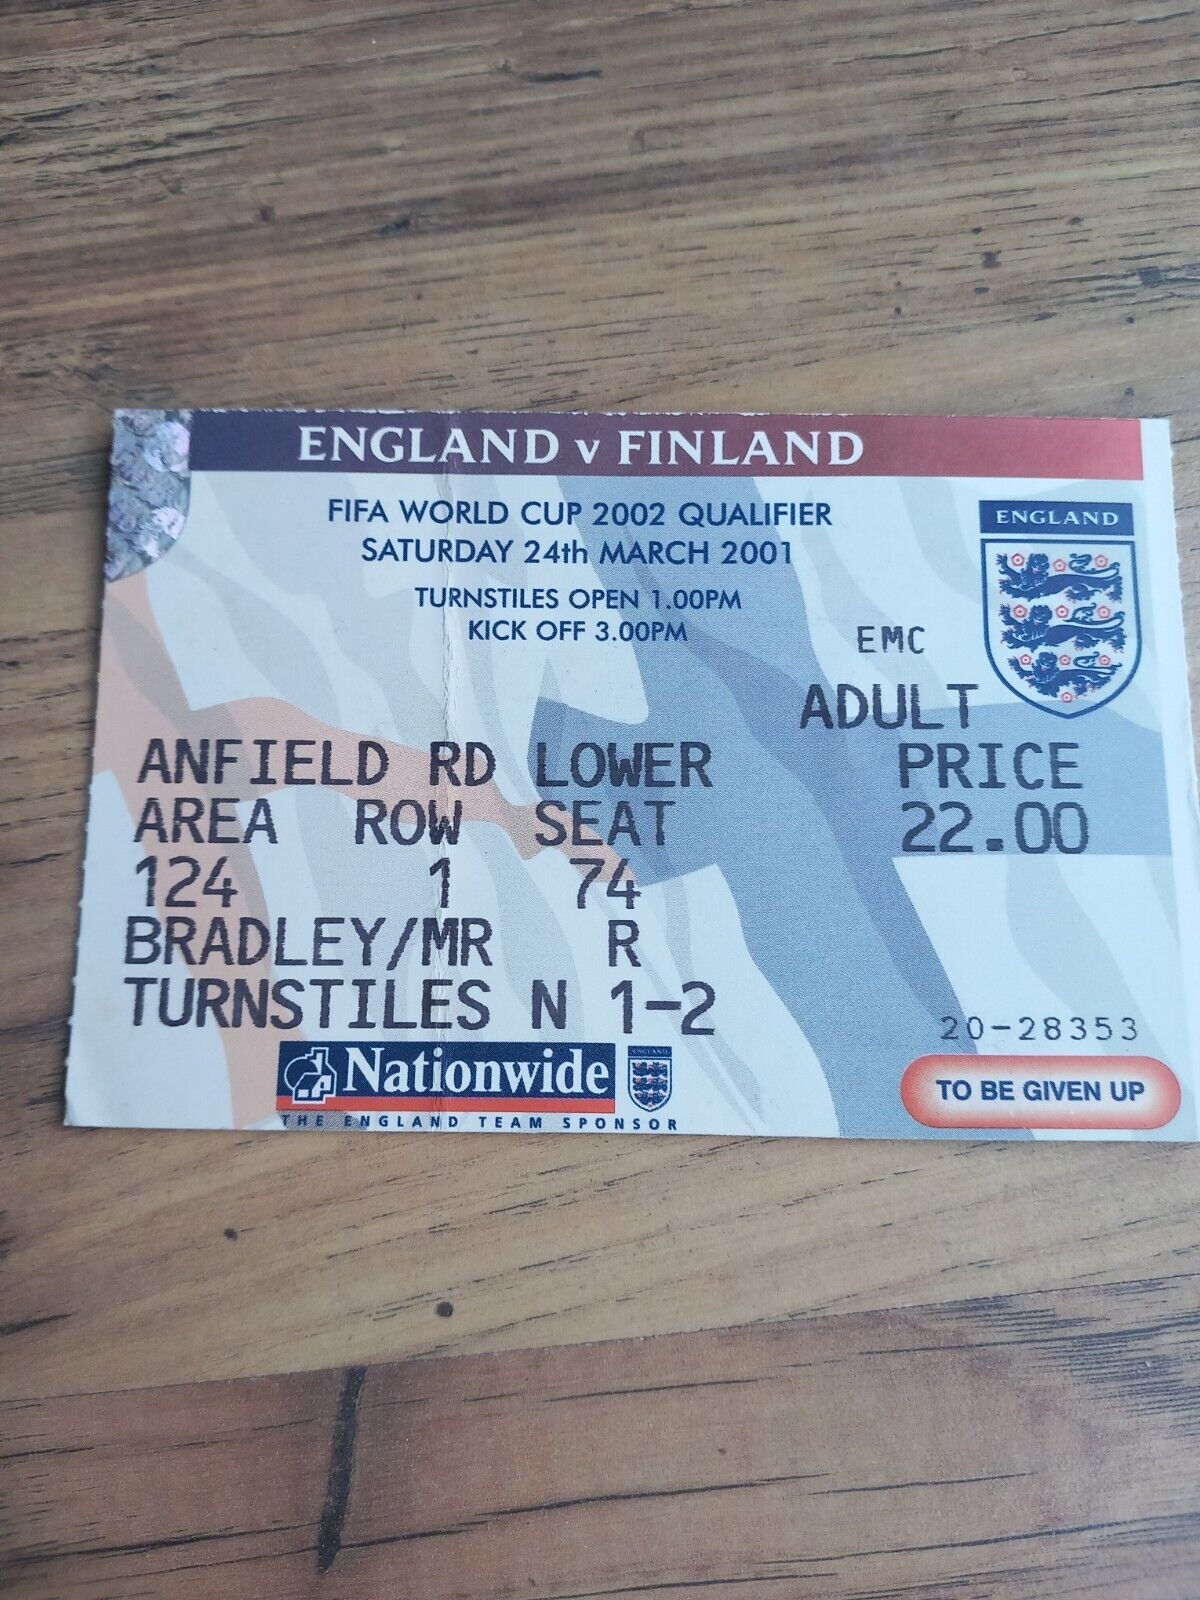 ENGLAND v FINLAND
FIFA WORLD CUP 2002 QUALIFIER
SATURDAY 24th MARCH 2001
TURNSTILES OPEN 1.00PM
KICK OFF 3.00PM
ENGLAND
EMC
ADULT
ANFIELD RD LOWER PRICE
AREA ROW SEAT 22.00
124 1 74
BRADLEY/MR R
TURNSTILES N 1-2
20-28353
Nationwide
ENGLAND
THE ENGLAND TEAM SPONSOR
TO BE GIVEN UP